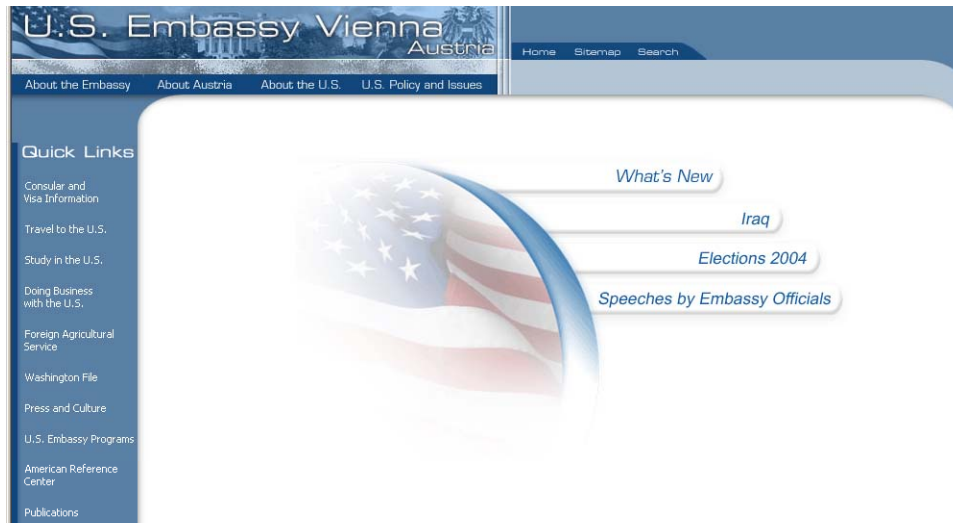 U.S. Embassy Vienna
Austria
Home Sitemap Search
About the Embassy About Austria About the U.S. U.S. Policy and Issues
Quick Links
Consular and
Visa Information
Travel to the U.S.
Study in the U.S.
Doing Business
with the U.S.
Foreign Agricultural
Service
Washington File
Press and Culture
U.S. Embassy Programs
American Reference
Center
Publications
What's New
Iraq
Elections 2004
Speeches by Embassy Officials